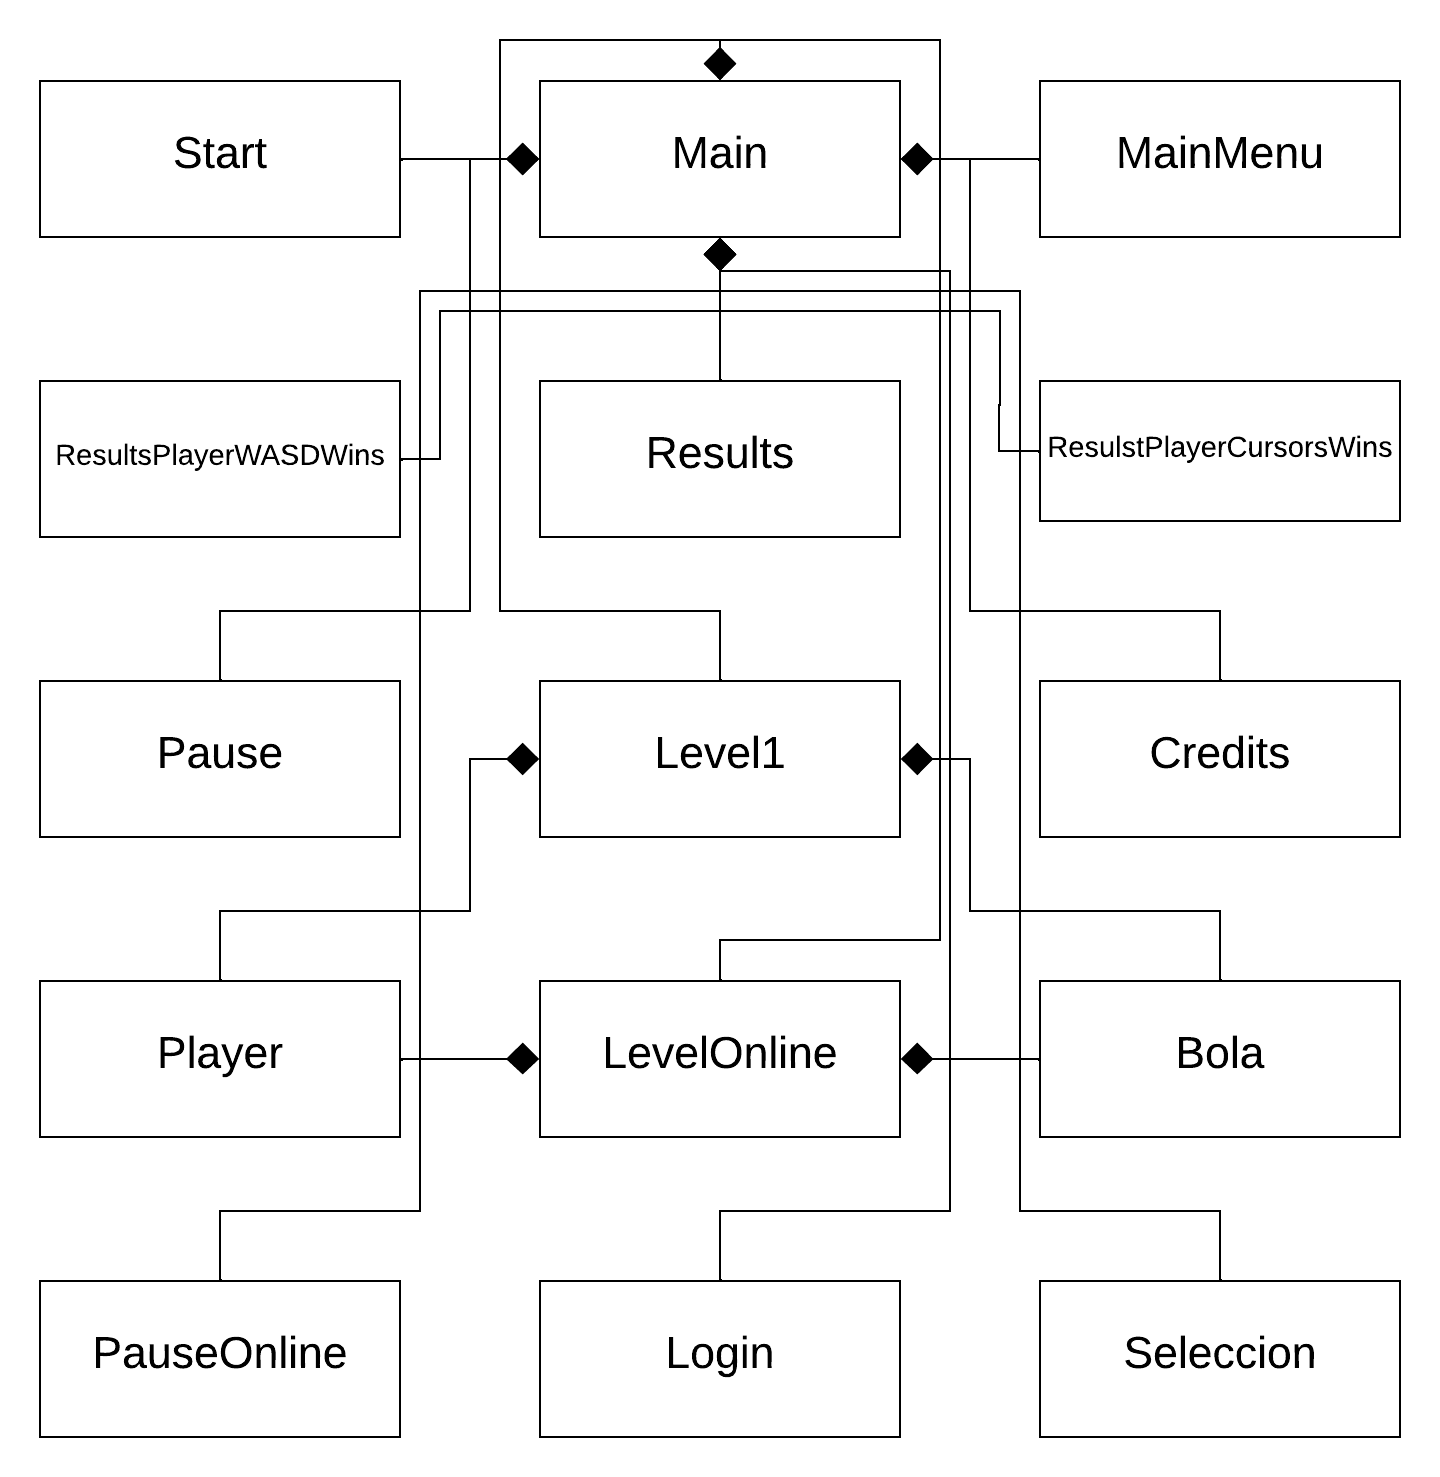 Start
Main
MainMenu
ResultsPlayerWASDWins
Results
ResulstPlayerCursorsWins
Pause
Level1
Credits
Player
LevelOnline
Bola
PauseOnline
Login
Seleccion